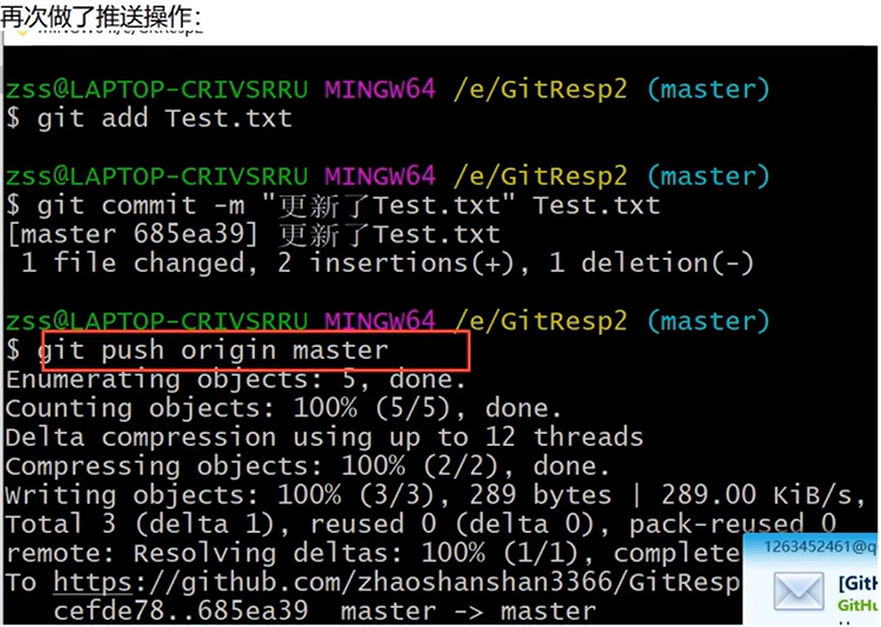 再次做了推送操作：
zss@LAPTOP-CRIVSRRU MINGW64 /e/GitResp2 (master)
$ git add Test.txt
zss@LAPTOP-CRIVSRRU MINGW64 /e/GitResp2 (master)
$ git commit -m "更新了Test.txt" Test.txt
[master 685ea39] 更新了Test.txt
 1 file changed, 2 insertions(+), 1 deletion(-)
zss@LAPTOP-CRIVSRRU MINGW64 /e/GitResp2 (master)
$ git push origin master
Enumerating objects: 5, done.
Counting objects: 100% (5/5), done.
Delta compression using up to 12 threads
Compressing objects: 100% (2/2), done.
Writing objects: 100% (3/3), 289 bytes | 289.00 KiB/s,
Total 3 (delta 1), reused 0 (delta 0), pack-reused 0
remote: Resolving deltas: 100% (1/1), complete
To https://github.com/zhaoshanshan3366/GitResp
   cefde78..685ea39  master -> master
1263452461@q
[GitH
GitHu